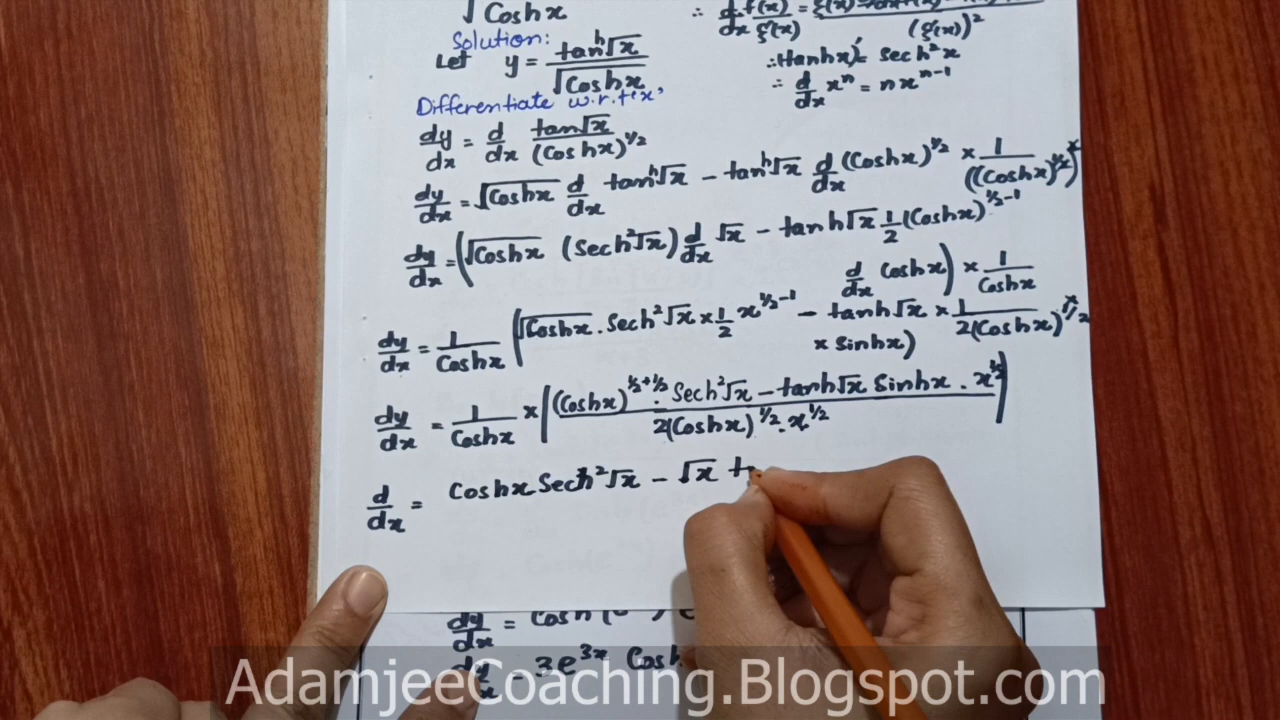 √Coshx
∴ d/dx f(x)/g(x) = / (g(x))²
Solution:
Let y = tanh√x / √Coshx
∴ (tanhx)' = Sech²x
Differentiate w.r.t 'x'
∴ d/dx xⁿ = nxⁿ⁻¹
dy/dx = d/dx tan√x / (Coshx)^1/2
dy/dx = √Coshx d/dx tanh√x - tanh√x d/dx (Coshx)^1/2 × 1/((Coshx)^1/2)²
dy/dx = (√Coshx (Sech²√x) d/dx √x - tanh√x 1/2 (Coshx)^1/2-1
d/dx Coshx) × 1/Coshx
dy/dx = 1/Coshx (√Coshx . Sech²√x × 1/2 x^1/2-1 - tanh√x × 1/2(Coshx)^1/2 ×
× Sinhx)
dy/dx = 1/Coshx × ((Coshx)^1/2+1/2 . Sech²√x - tanh√x Sinhx . x^1/2 / 2(Coshx)^1/2 . x^1/2)
d/dx = Coshx Sech²√x - √x t
dy/dx = Cosh
dy/dx = 3e^3x Cosh
AdamjeeCoaching.Blogspot.com